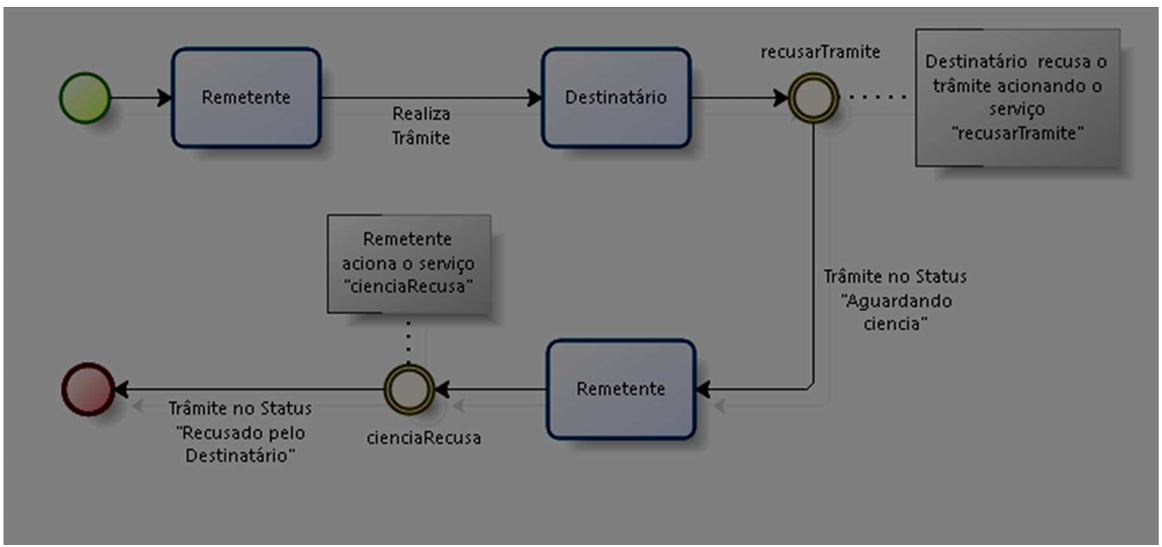 Remetente
Realiza
Trâmite
Destinatário
recusarTramite
Destinatário recusa o
trâmite acionando o
serviço
"recusarTramite"
Trâmite no Status
"Aguardando
ciencia"
Remetente
Remetente
aciona o serviço
"cienciaRecusa"
cienciaRecusa
Trâmite no Status
"Recusado pelo
Destinatário"